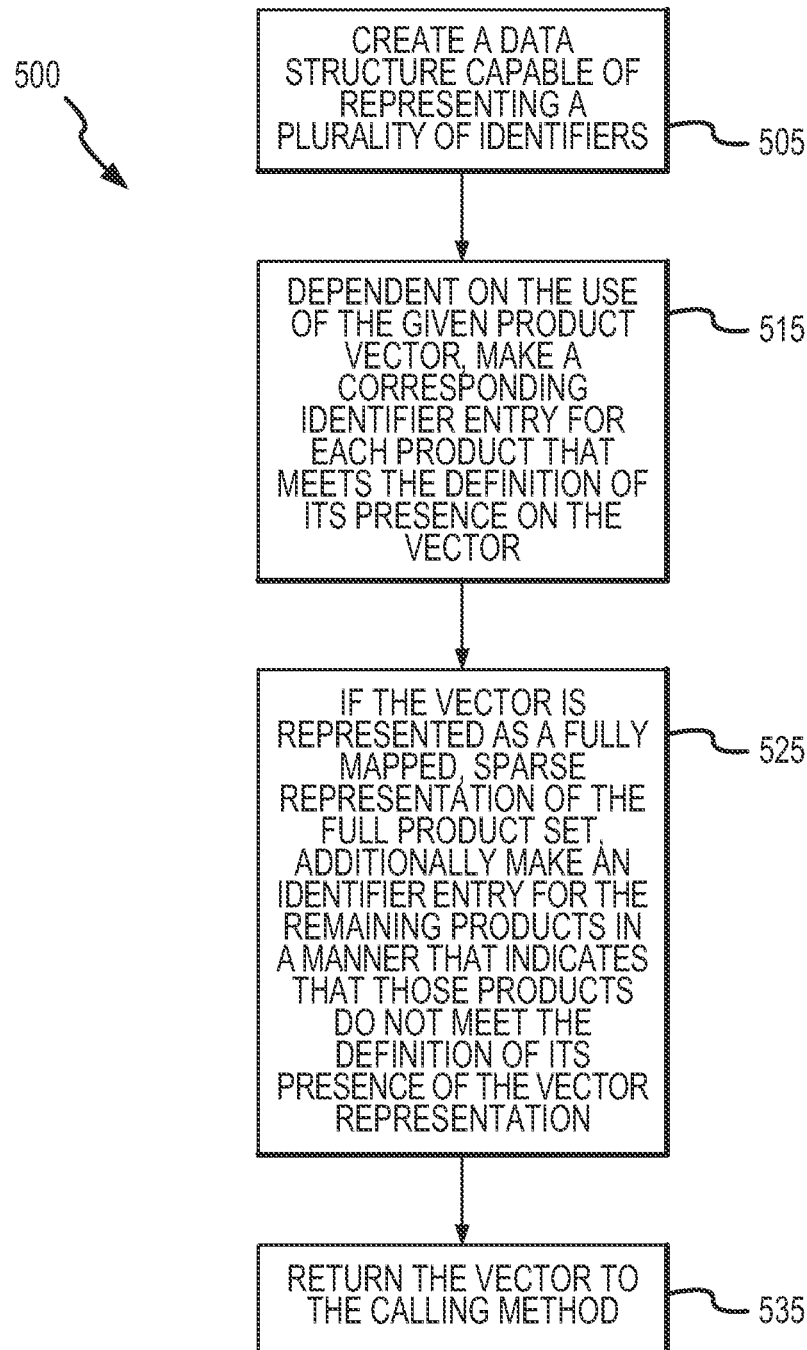 500
CREATE A DATA
STRUCTURE CAPABLE OF
REPRESENTING A
PLURALITY OF IDENTIFIERS
505
DEPENDENT ON THE USE
OF THE GIVEN PRODUCT
VECTOR, MAKE A
CORRESPONDING
IDENTIFIER ENTRY FOR
EACH PRODUCT THAT
MEETS THE DEFINITION OF
ITS PRESENCE ON THE
VECTOR
515
IF THE VECTOR IS
REPRESENTED AS A FULLY
MAPPED, SPARSE
REPRESENTATION OF THE
FULL PRODUCT SET,
ADDITIONALLY MAKE AN
IDENTIFIER ENTRY FOR THE
REMAINING PRODUCTS IN
A MANNER THAT INDICATES
THAT THOSE PRODUCTS
DO NOT MEET THE
DEFINITION OF ITS
PRESENCE OF THE VECTOR
REPRESENTATION
525
RETURN THE VECTOR TO
THE CALLING METHOD
535